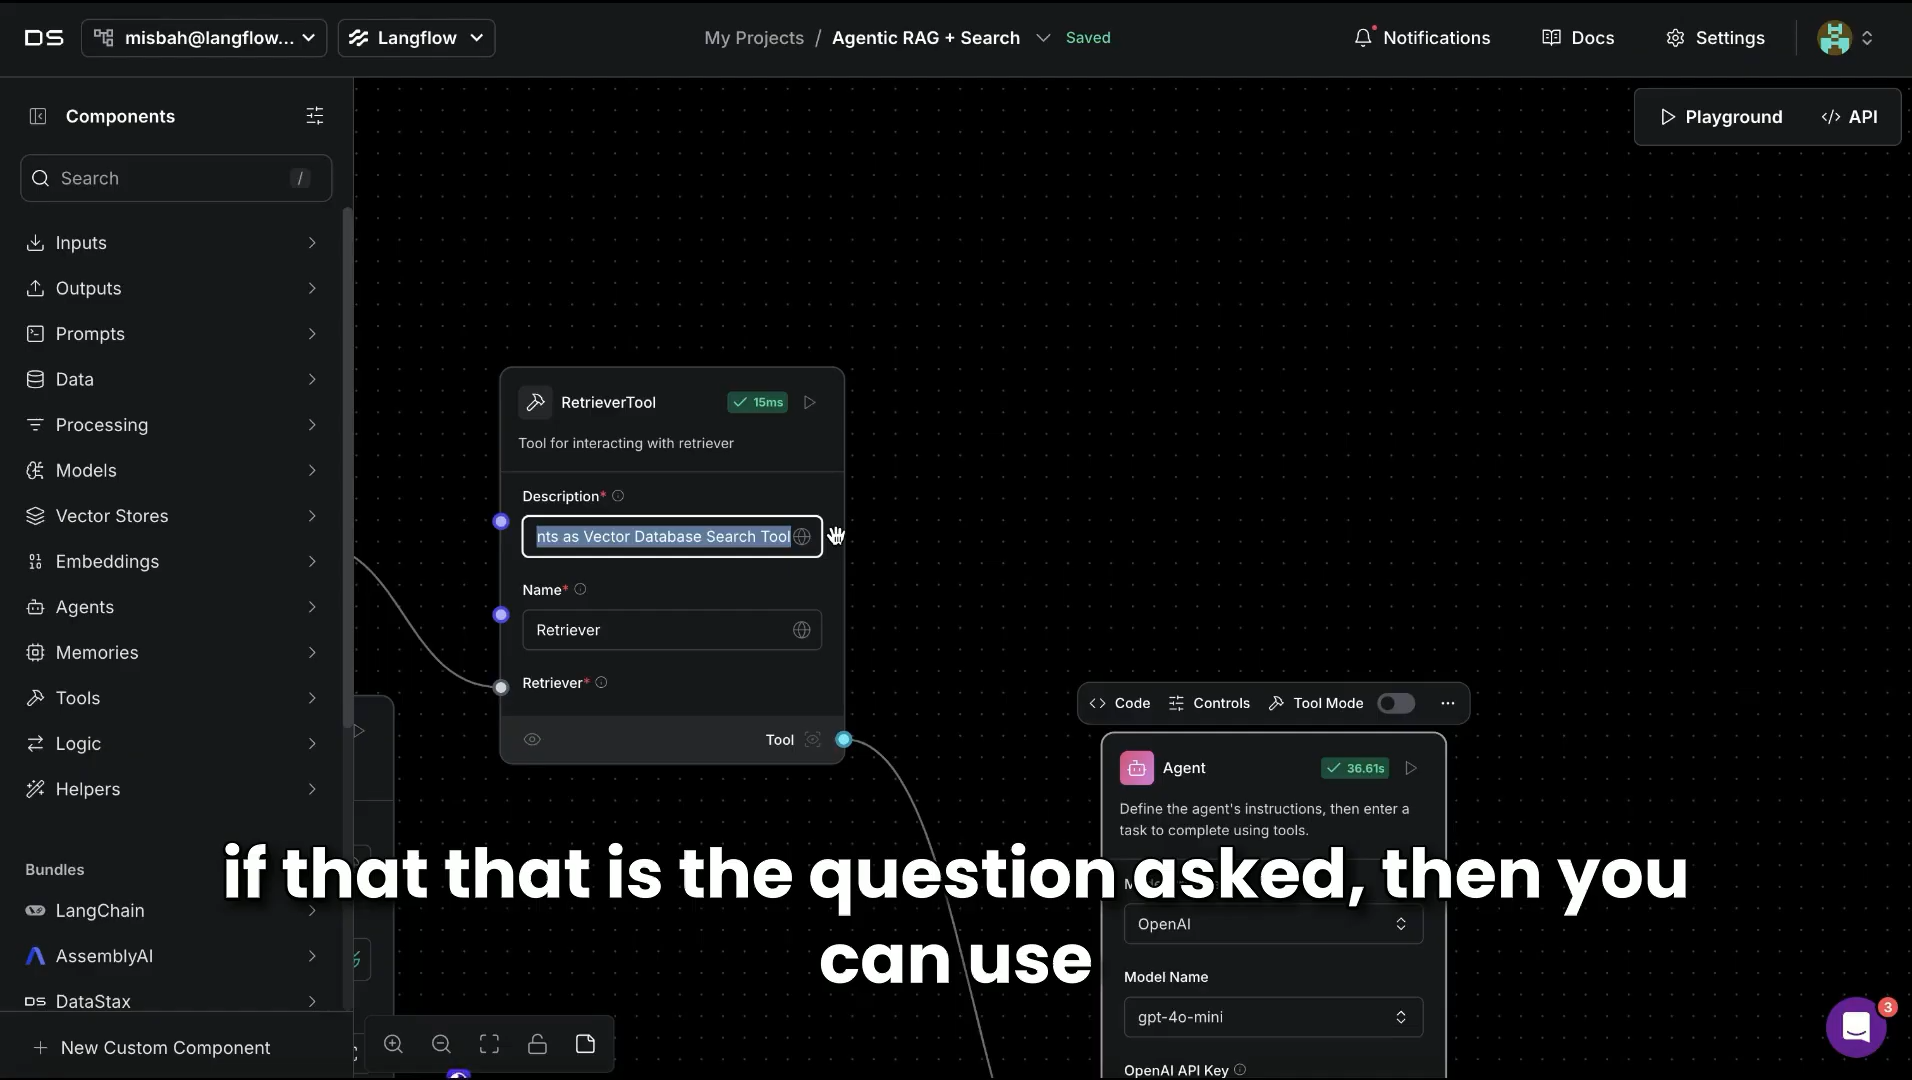 DS
misbah@langflow...
Langflow
My Projects / Agentic RAG + Search
Saved
Notifications
Docs
Settings
Components
Playground
</> API
Search /
Inputs
Outputs
Prompts
Data
Processing
Models
Vector Stores
Embeddings
Agents
Memories
Tools
Logic
Helpers
Bundles
LangChain
AssemblyAI
DS DataStax
+ New Custom Component
RetrieverTool
15ms
Tool for interacting with retriever
Description*
nts as Vector Database Search Tool
Name*
Retriever
Retriever*
Tool
<> Code
Controls
Tool Mode
...
Agent
36.61s
Define the agent's instructions, then enter a
task to complete using tools.
OpenAI
Model Name
gpt-4o-mini
OpenAI API Key
if that that is the question asked, then you
can use
3